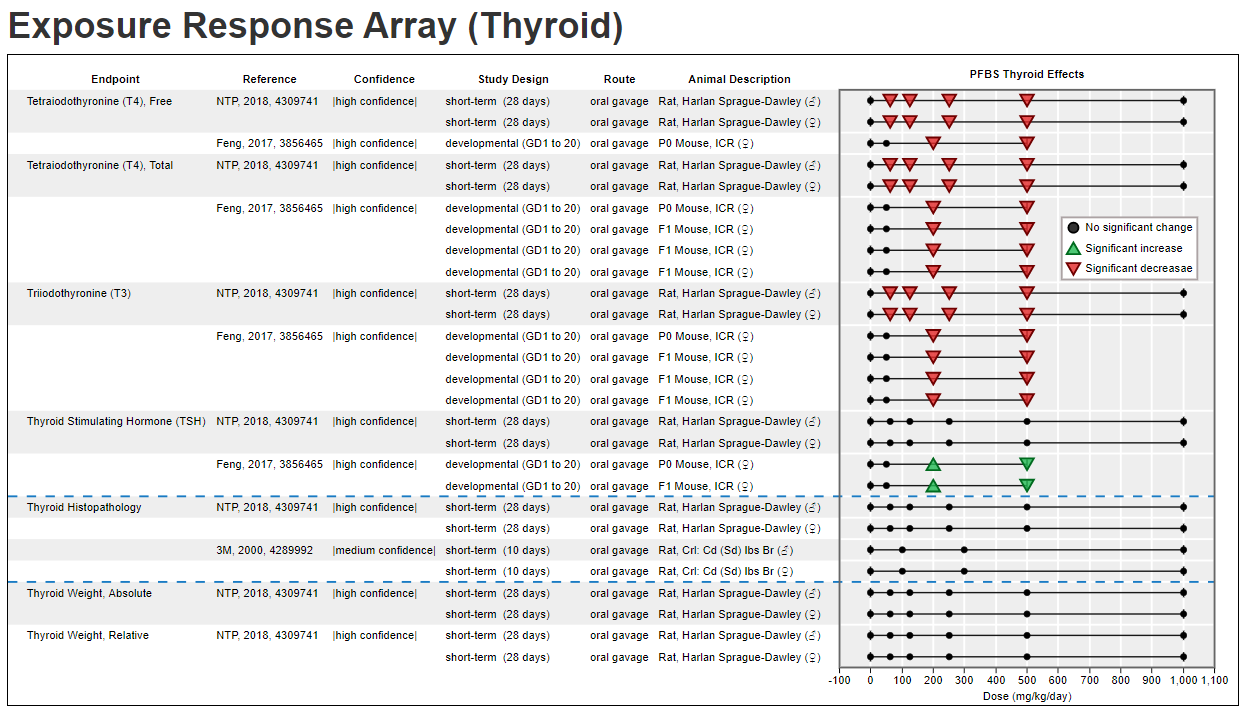 Exposure Response Array (Thyroid)
Endpoint Reference Confidence Study Design Route Animal Description PFBS Thyroid Effects
Tetraiodothyronine (T4), Free NTP, 2018, 4309741 |high confidence| short-term (28 days) oral gavage Rat, Harlan Sprague-Dawley (♂)
short-term (28 days) oral gavage Rat, Harlan Sprague-Dawley (♀)
Feng, 2017, 3856465 |high confidence| developmental (GD1 to 20) oral gavage P0 Mouse, ICR (♀)
Tetraiodothyronine (T4), Total NTP, 2018, 4309741 |high confidence| short-term (28 days) oral gavage Rat, Harlan Sprague-Dawley (♂)
short-term (28 days) oral gavage Rat, Harlan Sprague-Dawley (♀)
Feng, 2017, 3856465 |high confidence| developmental (GD1 to 20) oral gavage P0 Mouse, ICR (♀)
developmental (GD1 to 20) oral gavage F1 Mouse, ICR (♀)
developmental (GD1 to 20) oral gavage F1 Mouse, ICR (♀)
developmental (GD1 to 20) oral gavage F1 Mouse, ICR (♀)
No significant change
Significant increase
Significant decreasae
Triiodothyronine (T3) NTP, 2018, 4309741 |high confidence| short-term (28 days) oral gavage Rat, Harlan Sprague-Dawley (♂)
short-term (28 days) oral gavage Rat, Harlan Sprague-Dawley (♀)
Feng, 2017, 3856465 |high confidence| developmental (GD1 to 20) oral gavage P0 Mouse, ICR (♀)
developmental (GD1 to 20) oral gavage F1 Mouse, ICR (♀)
developmental (GD1 to 20) oral gavage F1 Mouse, ICR (♀)
developmental (GD1 to 20) oral gavage F1 Mouse, ICR (♀)
Thyroid Stimulating Hormone (TSH) NTP, 2018, 4309741 |high confidence| short-term (28 days) oral gavage Rat, Harlan Sprague-Dawley (♂)
short-term (28 days) oral gavage Rat, Harlan Sprague-Dawley (♀)
Feng, 2017, 3856465 |high confidence| developmental (GD1 to 20) oral gavage P0 Mouse, ICR (♀)
developmental (GD1 to 20) oral gavage F1 Mouse, ICR (♀)
Thyroid Histopathology NTP, 2018, 4309741 |high confidence| short-term (28 days) oral gavage Rat, Harlan Sprague-Dawley (♂)
short-term (28 days) oral gavage Rat, Harlan Sprague-Dawley (♀)
3M, 2000, 4289992 |medium confidence| short-term (10 days) oral gavage Rat, Crl: Cd (Sd) Ibs Br (♂)
short-term (10 days) oral gavage Rat, Crl: Cd (Sd) Ibs Br (♀)
Thyroid Weight, Absolute NTP, 2018, 4309741 |high confidence| short-term (28 days) oral gavage Rat, Harlan Sprague-Dawley (♂)
short-term (28 days) oral gavage Rat, Harlan Sprague-Dawley (♀)
Thyroid Weight, Relative NTP, 2018, 4309741 |high confidence| short-term (28 days) oral gavage Rat, Harlan Sprague-Dawley (♂)
short-term (28 days) oral gavage Rat, Harlan Sprague-Dawley (♀)
-100 0 100 200 300 400 500 600 700 800 900 1,000 1,100
Dose (mg/kg/day)